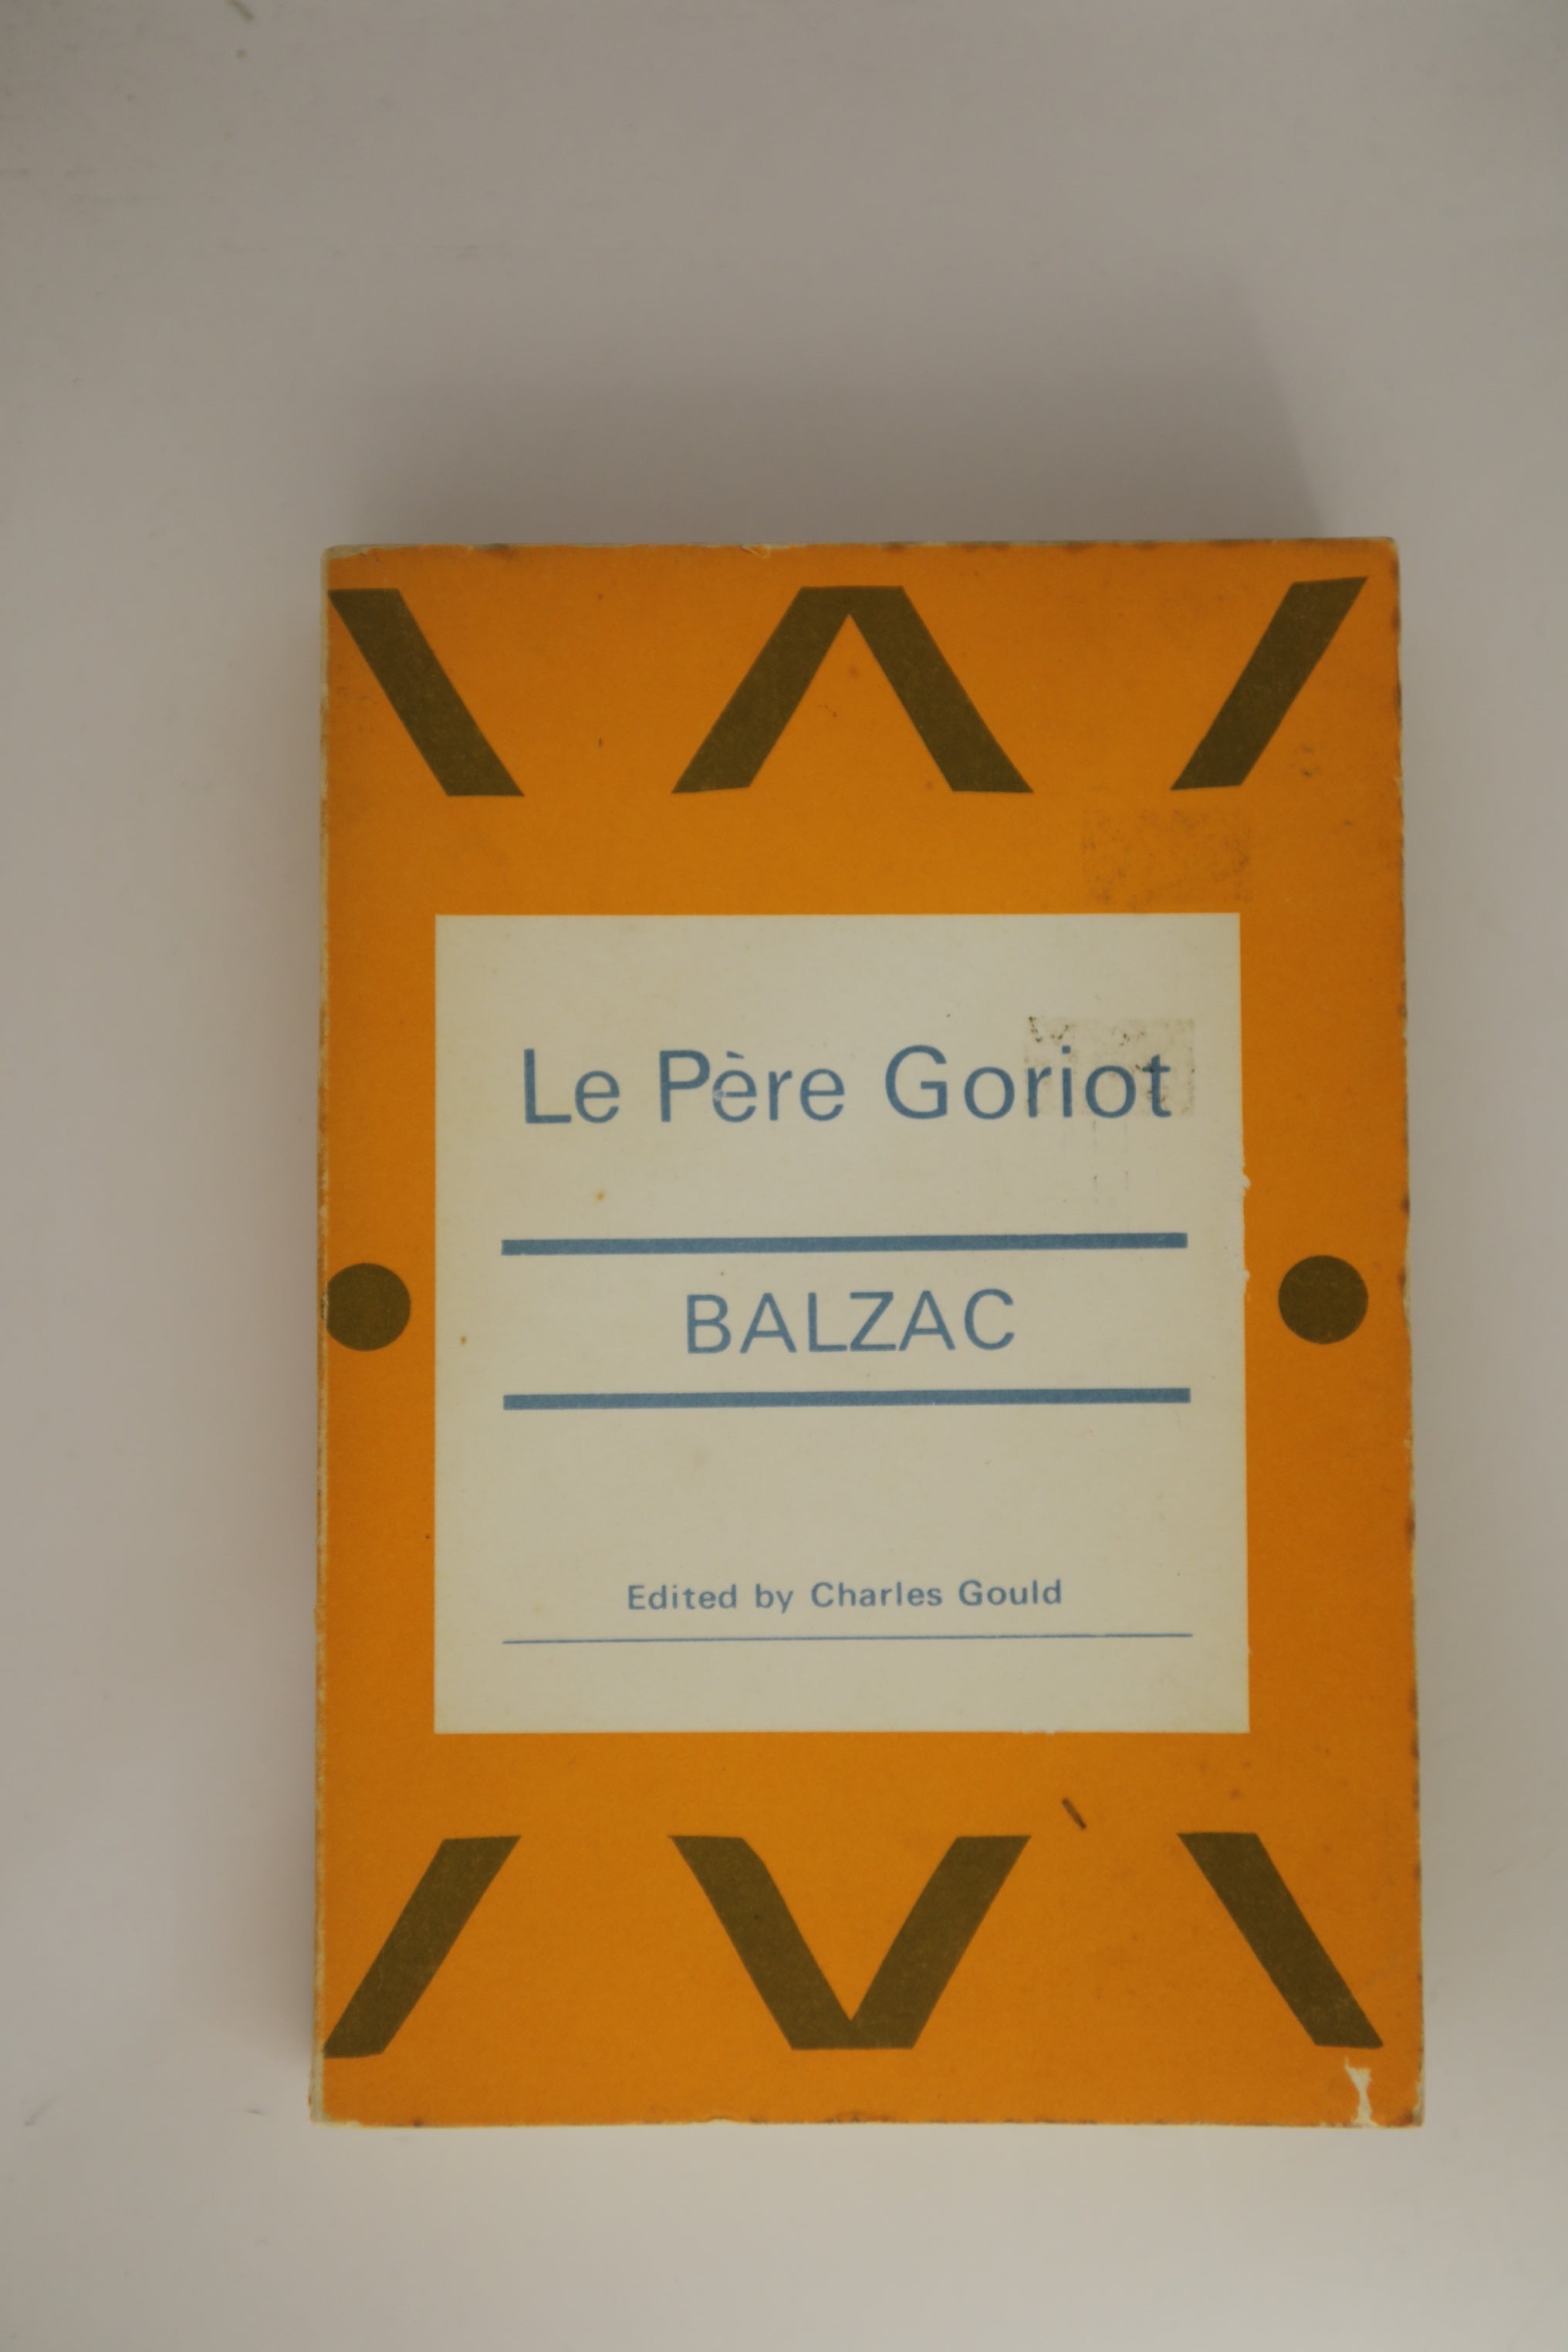 Le Père Goriot
BALZAC
Edited by Charles Gould